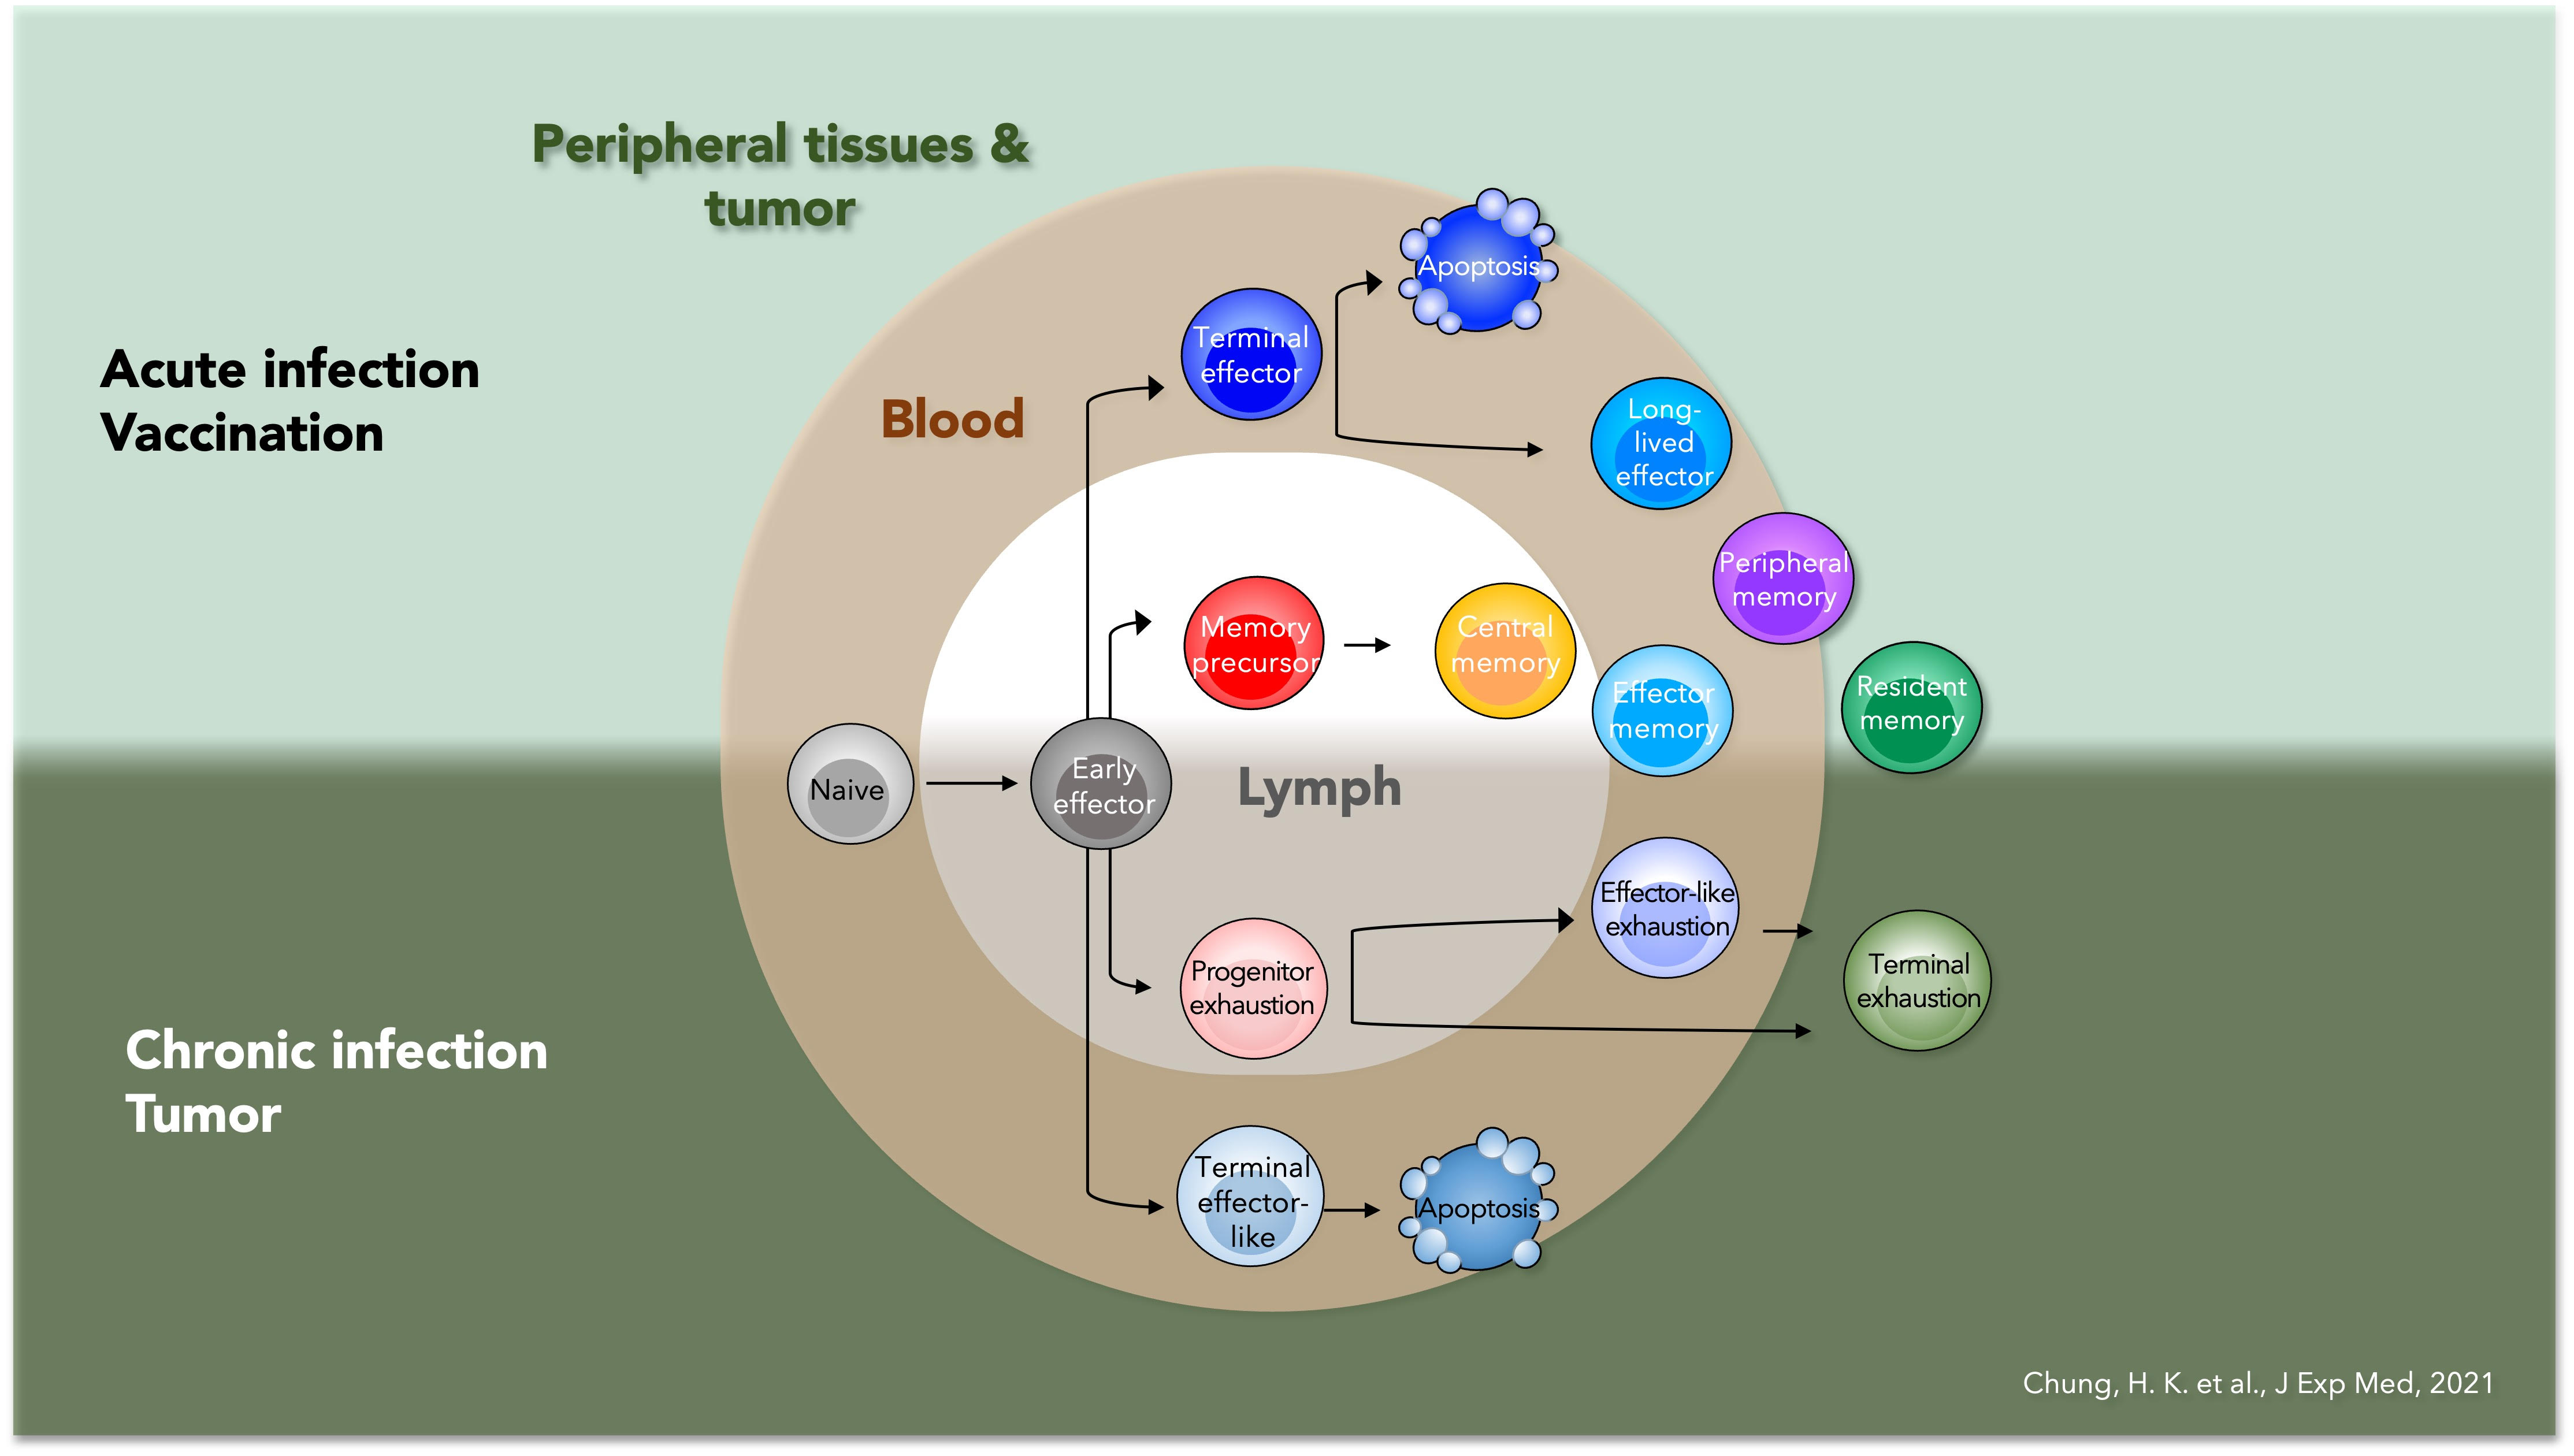 Peripheral tissues &
tumor
Acute infection
Vaccination
Blood
Terminal
effector
Apoptosis
Long-
lived
effector
Peripheral
memory
Memory
precursor
Central
memory
Effector
memory
Resident
memory
Naive
Early
effector
Lymph
Effector-like
exhaustion
Progenitor
exhaustion
Terminal
exhaustion
Chronic infection
Tumor
Terminal
effector-
like
Apoptosis
Chung, H. K. et al., J Exp Med, 2021